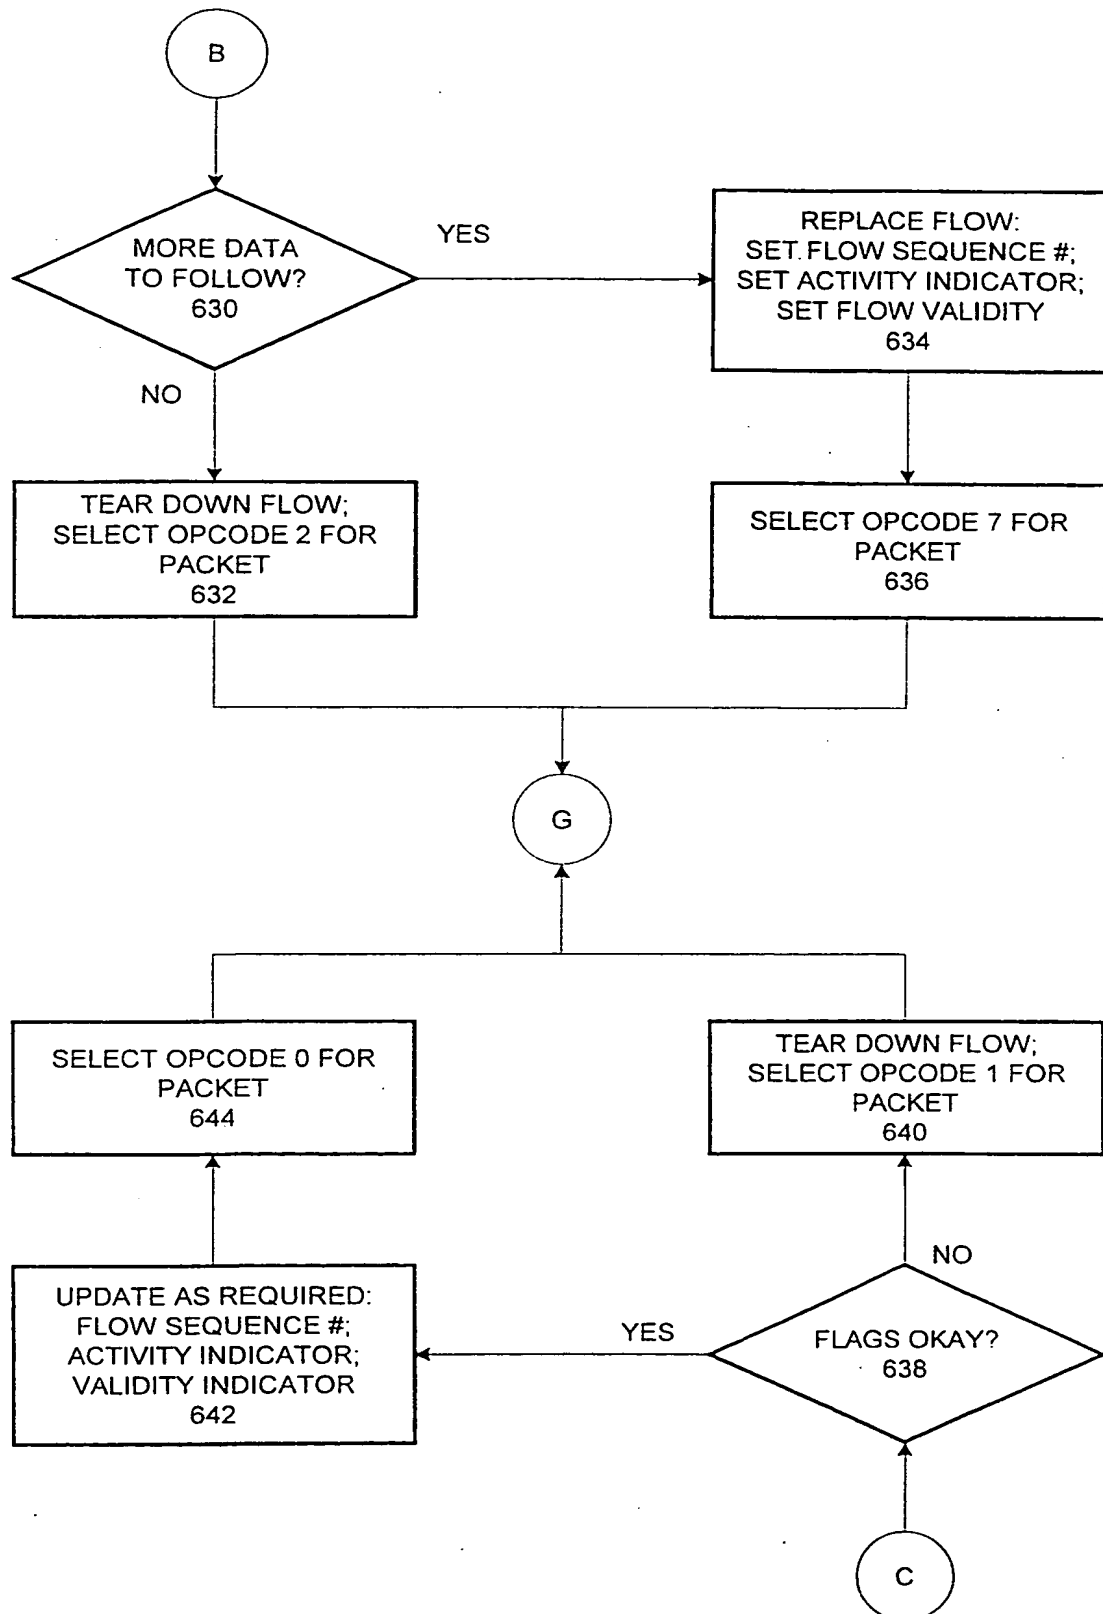 B
MORE DATA
TO FOLLOW?
630
YES
NO
REPLACE FLOW:
SET FLOW SEQUENCE #;
SET ACTIVITY INDICATOR;
SET FLOW VALIDITY
634
TEAR DOWN FLOW;
SELECT OPCODE 2 FOR
PACKET
632
SELECT OPCODE 7 FOR
PACKET
636
G
SELECT OPCODE 0 FOR
PACKET
644
TEAR DOWN FLOW;
SELECT OPCODE 1 FOR
PACKET
640
NO
UPDATE AS REQUIRED:
FLOW SEQUENCE #;
ACTIVITY INDICATOR;
VALIDITY INDICATOR
642
YES
FLAGS OKAY?
638
C